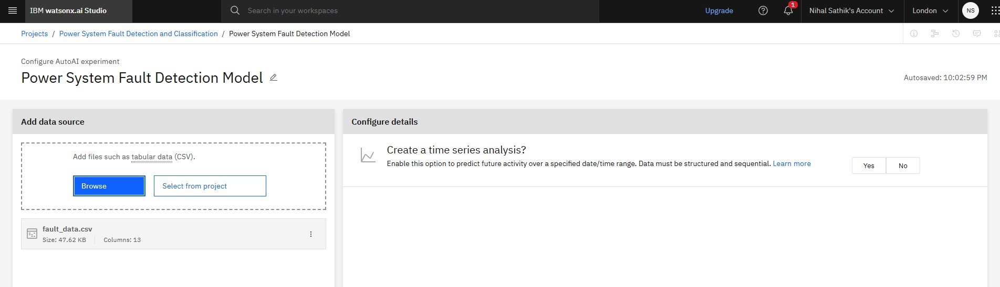 IBM watsonx.ai Studio
Search in your workspaces
Upgrade
1
Nihal Sathik's Account
London
NS
Projects / Power System Fault Detection and Classification / Power System Fault Detection Model
Configure AutoAI experiment
Power System Fault Detection Model
Autosaved: 10:02:59 PM
Add data source
Add files such as tabular data (CSV).
Browse
Select from project
fault_data.csv
Size: 47.62 KB
Columns: 13
Configure details
Create a time series analysis?
Enable this option to predict future activity over a specified date/time range. Data must be structured and sequential. Learn more
Yes
No